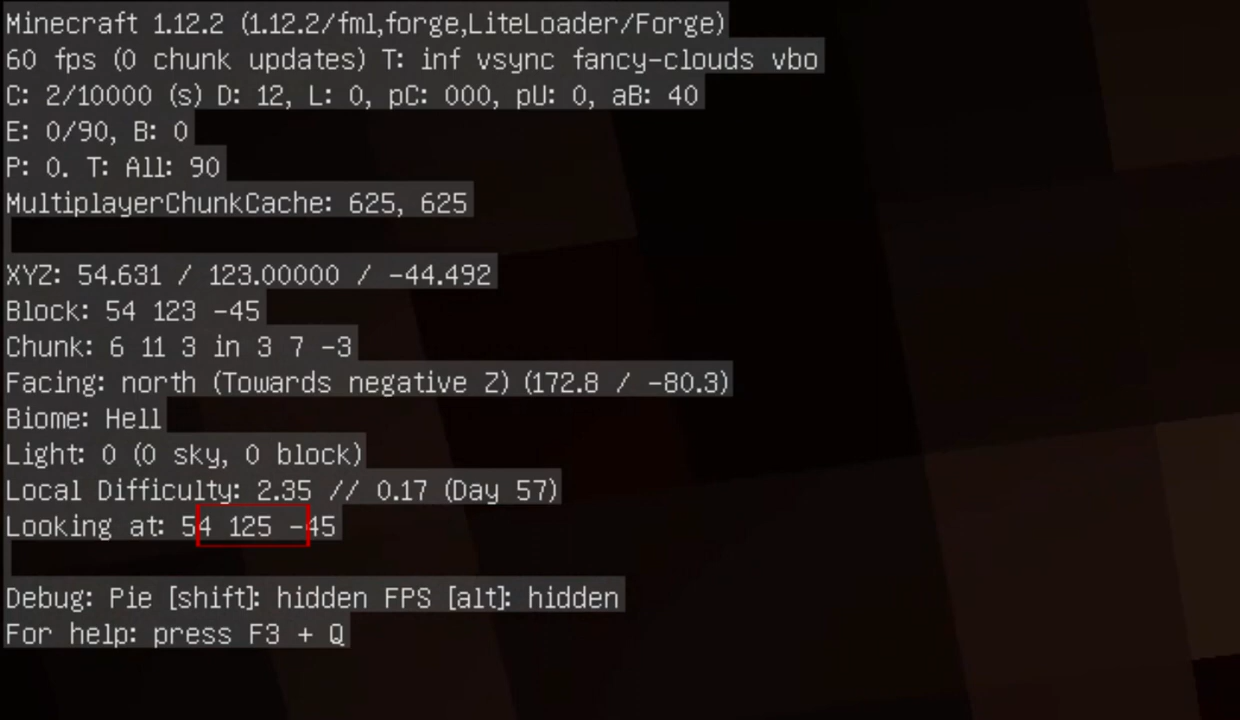 Minecraft 1.12.2 (1.12.2/fml,forge,LiteLoader/Forge)
60 fps (0 chunk updates) T: inf vsync fancy-clouds vbo
C: 2/10000 (s) D: 12, L: 0, pC: 000, pU: 0, aB: 40
E: 0/90, B: 0
P: 0. T: All: 90
MultiplayerChunkCache: 625, 625
XYZ: 54.631 / 123.00000 / -44.492
Block: 54 123 -45
Chunk: 6 11 3 in 3 7 -3
Facing: north (Towards negative Z) (172.8 / -80.3)
Biome: Hell
Light: 0 (0 sky, 0 block)
Local Difficulty: 2.35 // 0.17 (Day 57)
Looking at: 54 125 -45
Debug: Pie [shift]: hidden FPS [alt]: hidden
For help: press F3 + Q